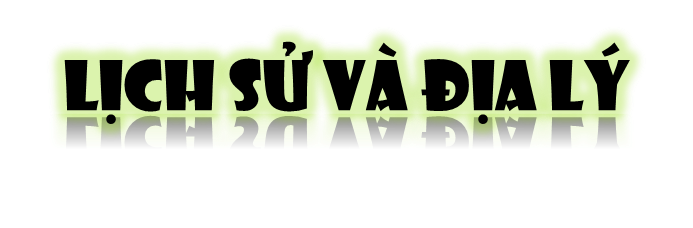 LỊCH SỬ VÀ ĐỊA LÝ